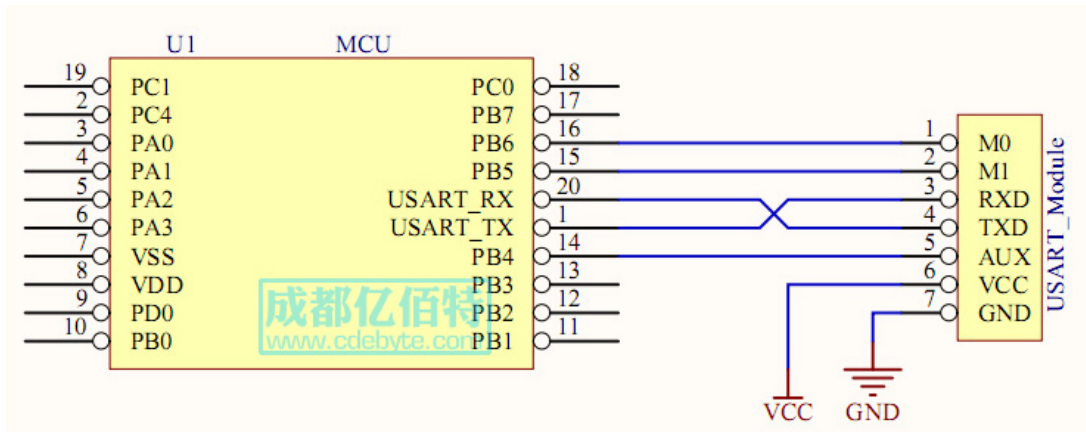 U1 MCU
19 PC1 PC0 18
2 PC4 PB7 17
3 PA0 PB6 16 1 M0
4 PA1 PB5 15 2 M1
5 PA2 USART_RX 20 3 RXD
6 PA3 USART_TX 1 4 TXD
7 VSS PB4 14 5 AUX
8 VDD PB3 13 6 VCC
9 PD0 PB2 12 7 GND
10 PB0 PB1 11
USART_Module
成都亿佰特
www.cdebyte.com
VCC GND